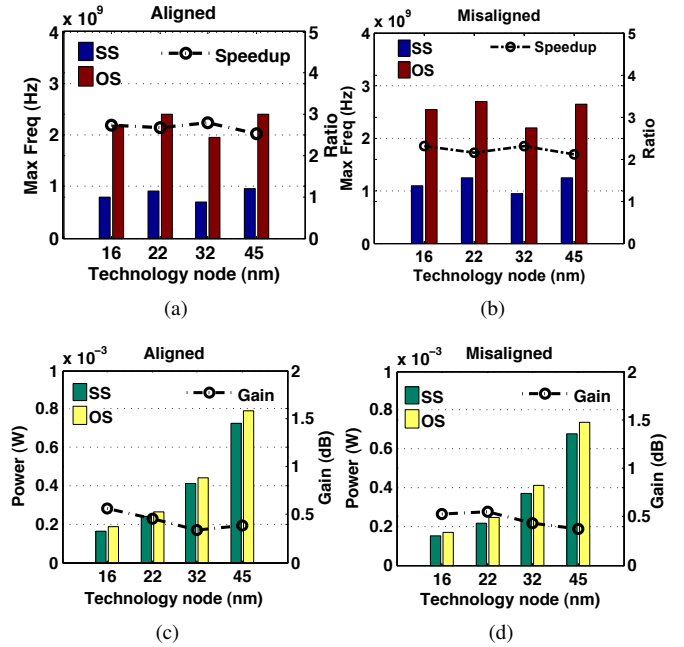 x 10^9
Aligned
4
3
2
1
0
Max Freq (Hz)
SS
OS
Speedup
5
4
3
2
1
0
Ratio
16 22 32 45
Technology node (nm)
(a)
x 10^9
Misaligned
4
3
2
1
0
Max Freq (Hz)
SS
OS
Speedup
5
4
3
2
1
0
Ratio
16 22 32 45
Technology node (nm)
(b)
x 10^-3
Aligned
1
0.8
0.6
0.4
0.2
0
Power (W)
SS
OS
Gain
2
1.5
1
0.5
0
Gain (dB)
16 22 32 45
Technology node (nm)
(c)
x 10^-3
Misaligned
1
0.8
0.6
0.4
0.2
0
Power (W)
SS
OS
Gain
2
1.5
1
0.5
0
Gain (dB)
16 22 32 45
Technology node (nm)
(d)